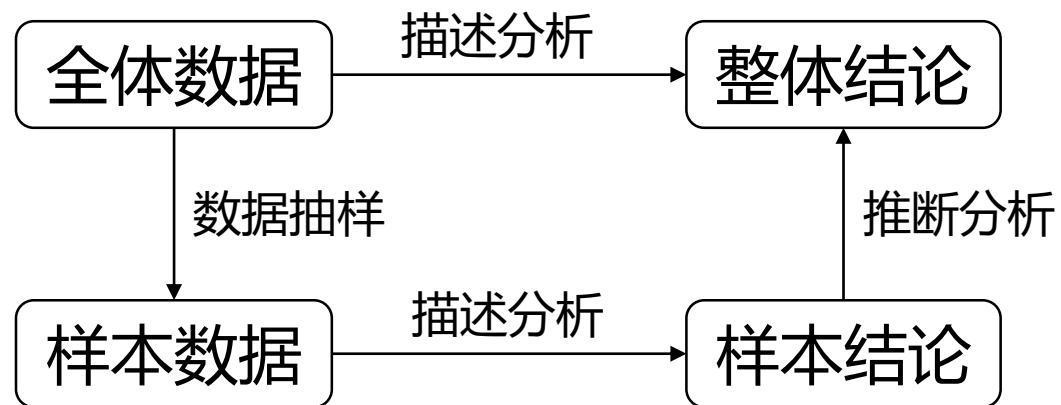 描述分析
全体数据
整体结论
数据抽样
推断分析
描述分析
样本数据
样本结论